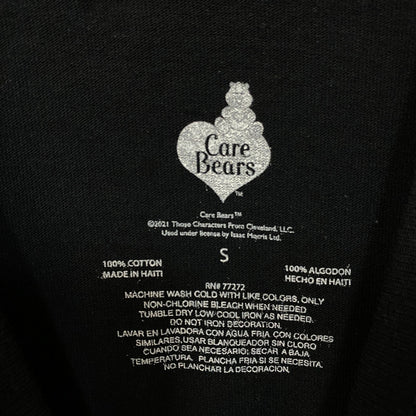 Care
Bears
™
Care Bears™
©2021 Those Characters From Cleveland, LLC.
Used under license by Isaac Morris Ltd.
S
100% COTTON
MADE IN HAITI
100% ALGODON
HECHO EN HAITI
RN# 77272
MACHINE WASH COLD WITH LIKE COLORS, ONLY
NON-CHLORINE BLEACH WHEN NEEDED
TUMBLE DRY LOW-COOL IRON AS NEEDED.
DO NOT IRON DECORATION.
LAVAR EN LAVADORA CON AGUA FRIA CON COLORES
SIMILARES,USAR BLANQUEADOR SIN CLORO
CUANDO SEA NECESARIO; SECAR A BAJA
TEMPERATURA, PLANCHA FRIA SI ES NECESARIO.
NO PLANCHAR LA DECORACION.